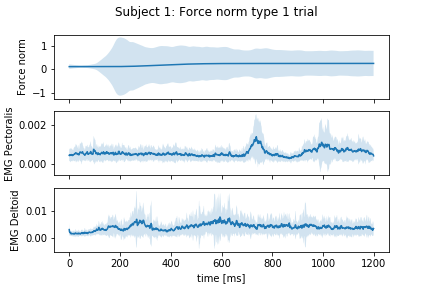 Subject 1: Force norm type 1 trial
Force norm
1
0
−1
EMG Pectoralis
0.002
0.000
EMG Deltoid
0.01
0.00
0
200
400
600
800
1000
1200
time [ms]